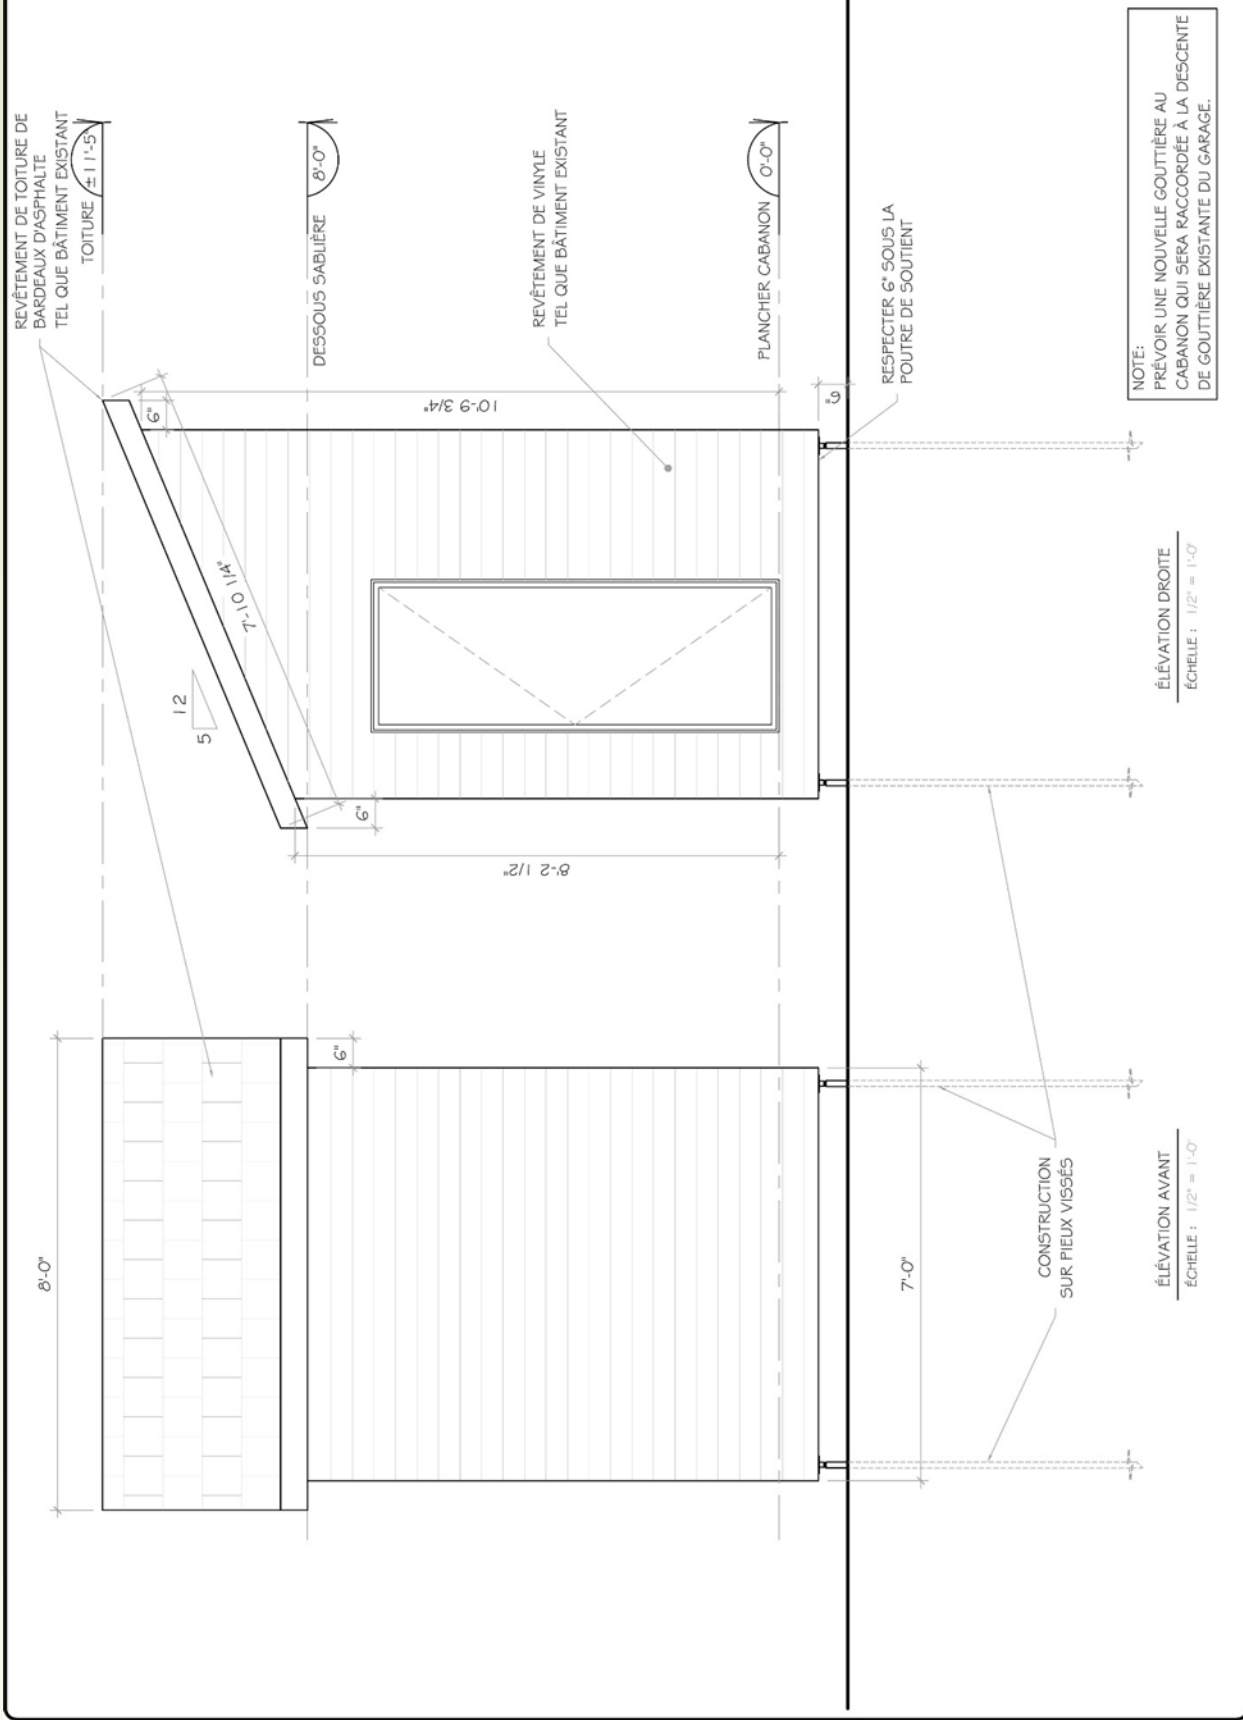 REVÊTEMENT DE TOITURE DE
BARDEAUX D'ASPHALTE
TEL QUE BÂTIMENT EXISTANT
TOITURE ±11'-5"
8'-0"
12
5
6"
6"
6"
7'-10 1/4"
DESSOUS SABLIÈRE 8'-0"
10'-9 3/4"
8'-2 1/2"
REVÊTEMENT DE VINYLE
TEL QUE BÂTIMENT EXISTANT
PLANCHER CABANON 0'-0"
6"
RESPECTER 6" SOUS LA
POUTRE DE SOUTIENT
7'-0"
CONSTRUCTION
SUR PIEUX VISSÉS
ÉLÉVATION AVANT
ÉCHELLE : 1/2" = 1'-0"
ÉLÉVATION DROITE
ÉCHELLE : 1/2" = 1'-0"
NOTE:
PRÉVOIR UNE NOUVELLE GOUTTIÈRE AU
CABANON QUI SERA RACCORDÉE À LA DESCENTE
DE GOUTTIÈRE EXISTANTE DU GARAGE.